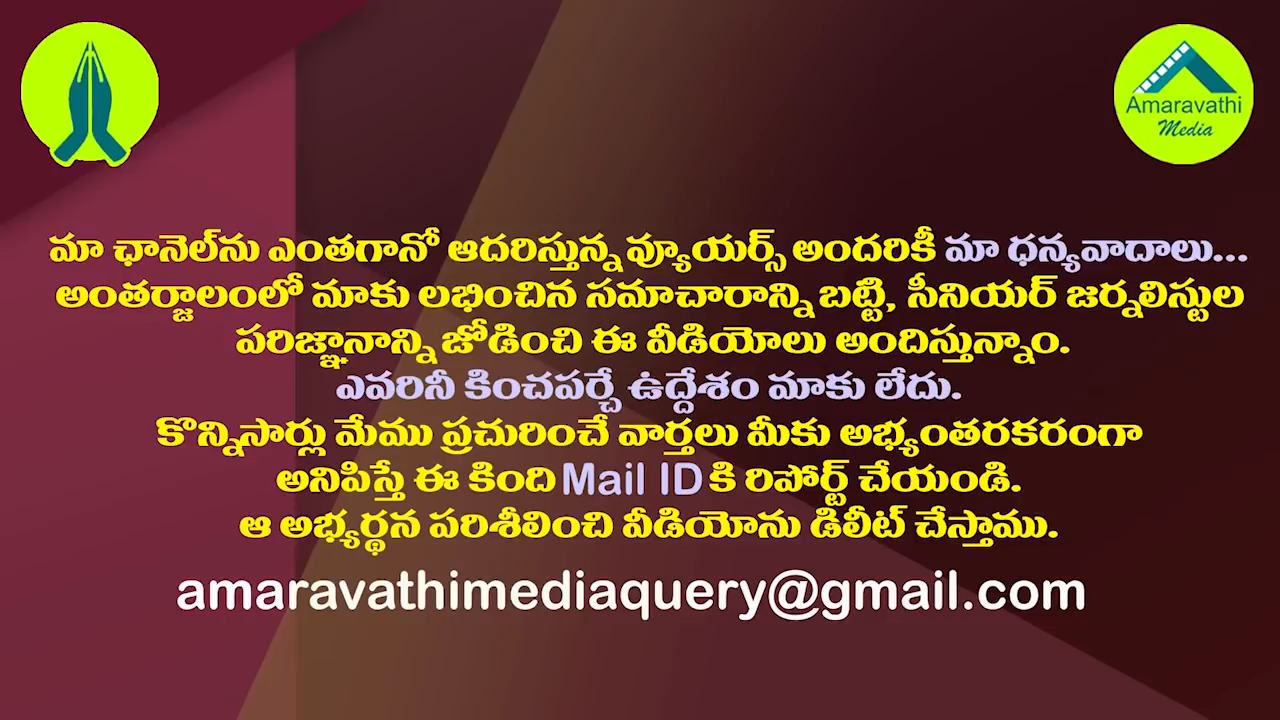 Amaravathi
Media
మా ఛానెల్‌ను ఎంతగానో ఆదరిస్తున్న వ్యూయర్స్ అందరికీ మా ధన్యవాదాలు...
అంతర్జాలంలో మాకు లభించిన సమాచారాన్ని బట్టి, సీనియర్ జర్నలిస్టుల
పరిజ్ఞానాన్ని జోడించి ఈ వీడియోలు అందిస్తున్నాం.
ఎవరినీ కించపర్చే ఉద్దేశం మాకు లేదు.
కొన్నిసార్లు మేము ప్రచురించే వార్తలు మీకు అభ్యంతరకరంగా
అనిపిస్తే ఈ కింది Mail ID కి రిపోర్ట్ చేయండి.
ఆ అభ్యర్థన పరిశీలించి వీడియోను డిలీట్ చేస్తాము.
amaravathimediaquery@gmail.com